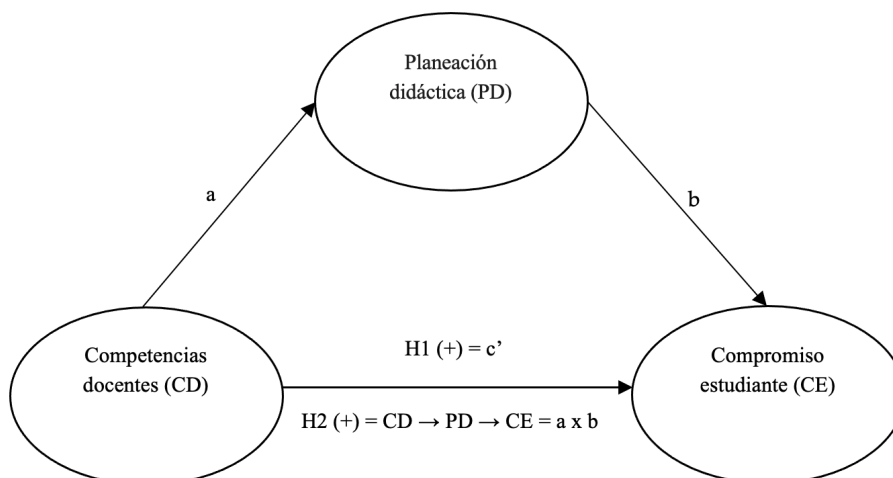 Planeación
didáctica (PD)
a
b
Competencias
docentes (CD)
H1 (+) = c’
Compromiso
estudiante (CE)
H2 (+) = CD → PD → CE = a x b